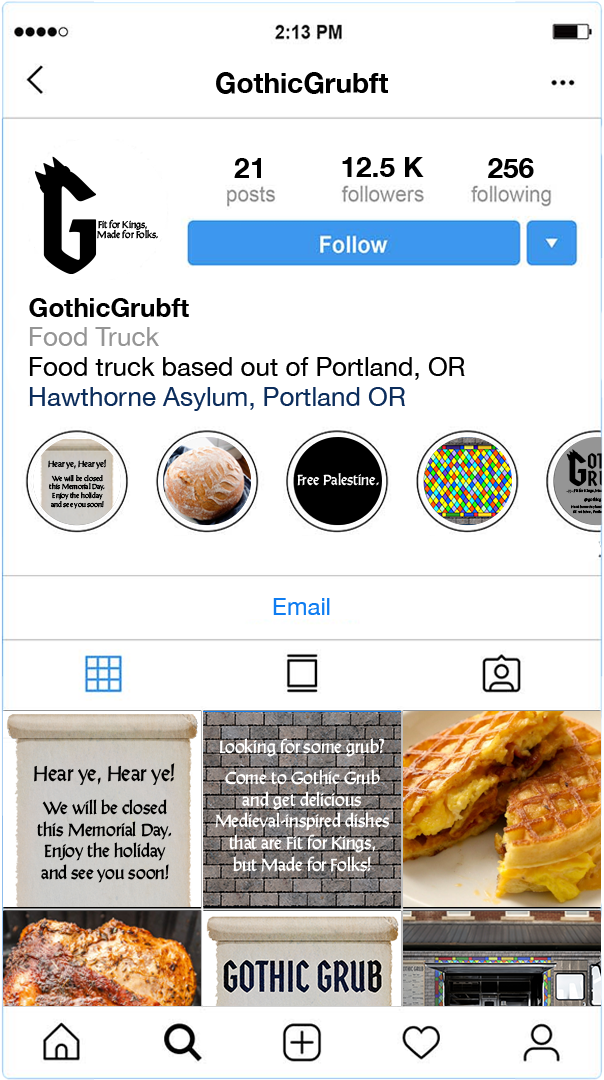 2:13 PM
GothicGrubft
Fit for Kings,
Made for Folks.
21
posts
12.5 K
followers
256
following
Follow
GothicGrubft
Food Truck
Food truck based out of Portland, OR
Hawthorne Asylum, Portland OR
Hear ye, Hear ye!
We will be closed
this Memorial Day.
Enjoy the holiday
and see you soon!
Free Palestine.
Email
Hear ye, Hear ye!
We will be closed
this Memorial Day.
Enjoy the holiday
and see you soon!
Looking for some grub?
Come to Gothic Grub
and get delicious
Medieval-inspired dishes
that are Fit for Kings,
but Made for Folks!
GOTHIC GRUB
GOTHIC GRUB